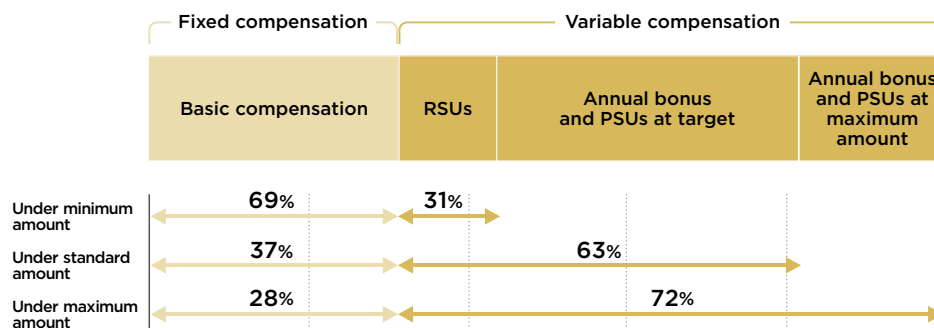 Fixed compensation
Variable compensation
Basic compensation
RSUs
Annual bonus
and PSUs at target
Annual bonus
and PSUs at
maximum
amount
Under minimum
amount
69%
31%
Under standard
amount
37%
63%
Under maximum
amount
28%
72%